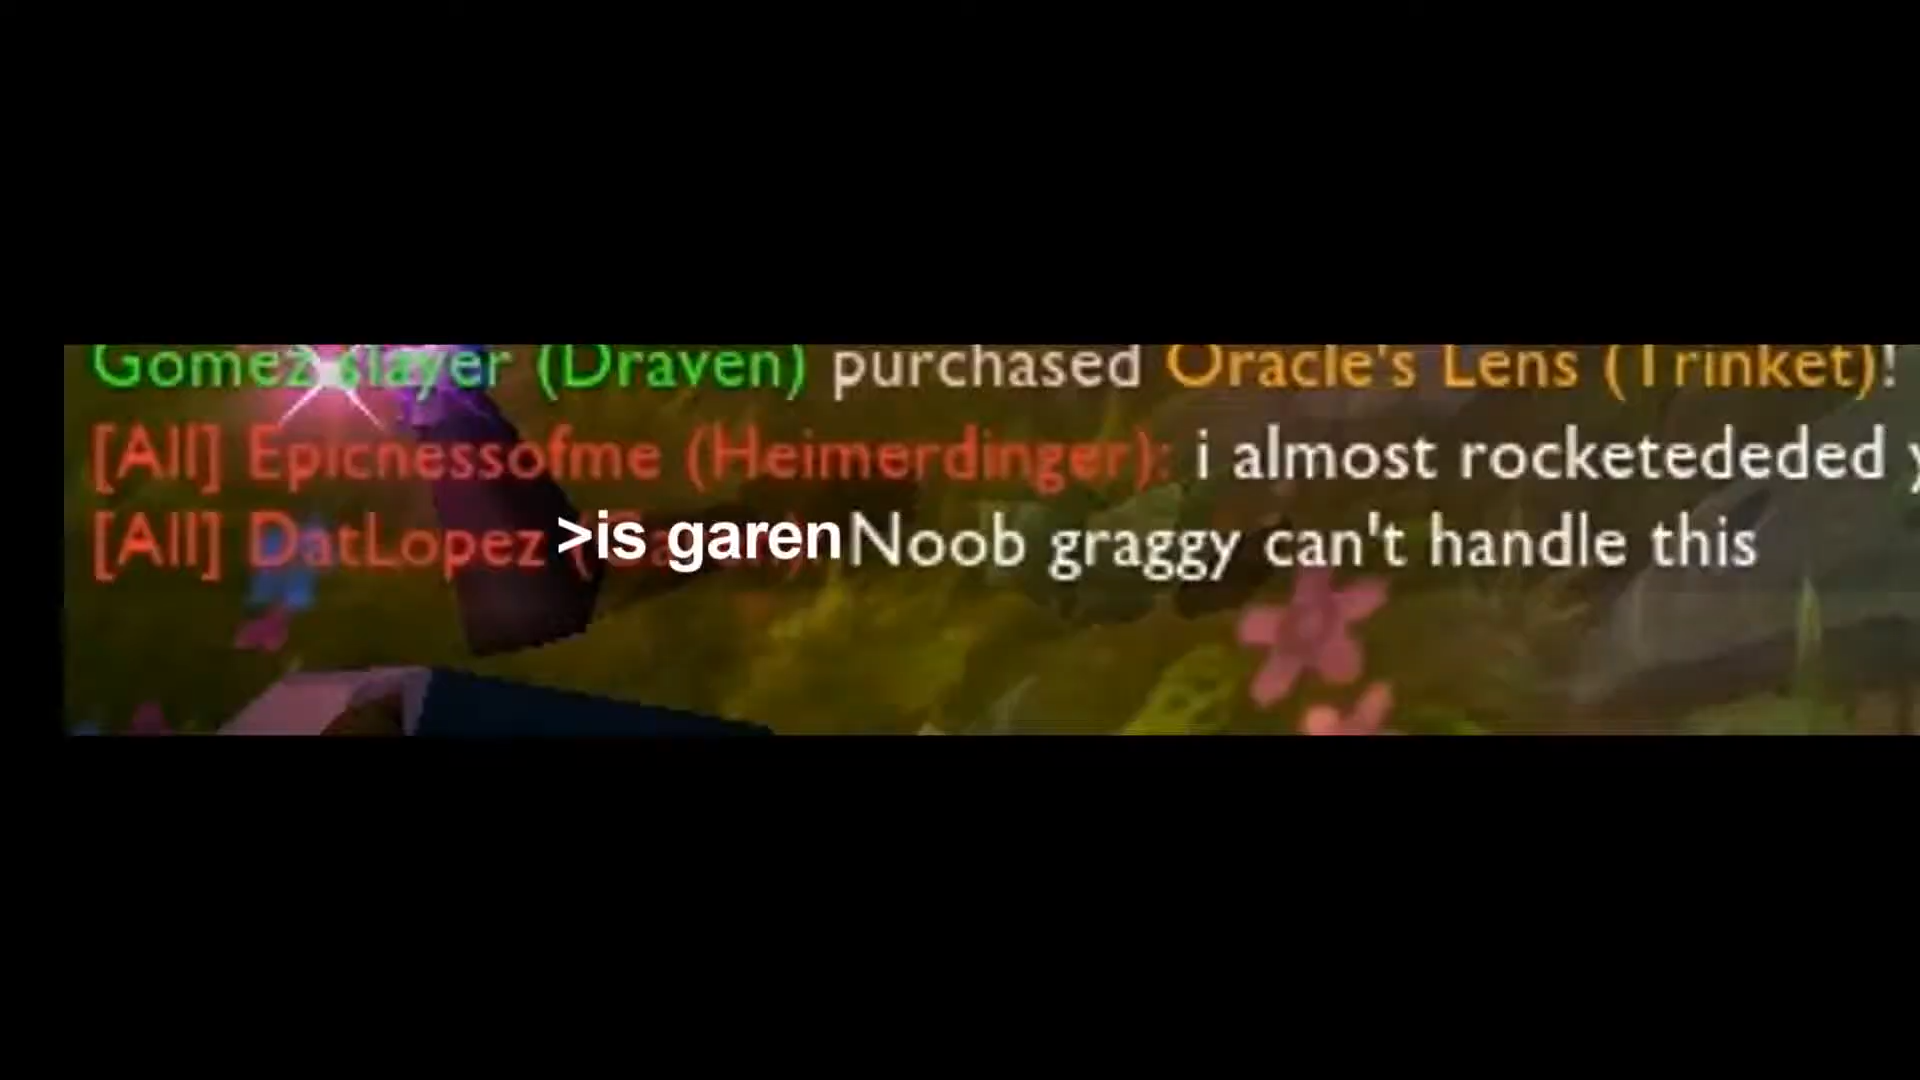 Gomez slayer (Draven) purchased Oracle's Lens (Trinket)!
[All] Epicnessofme (Heimerdinger): i almost rocketededed
[All] DatLopez >is garen Noob graggy can't handle this